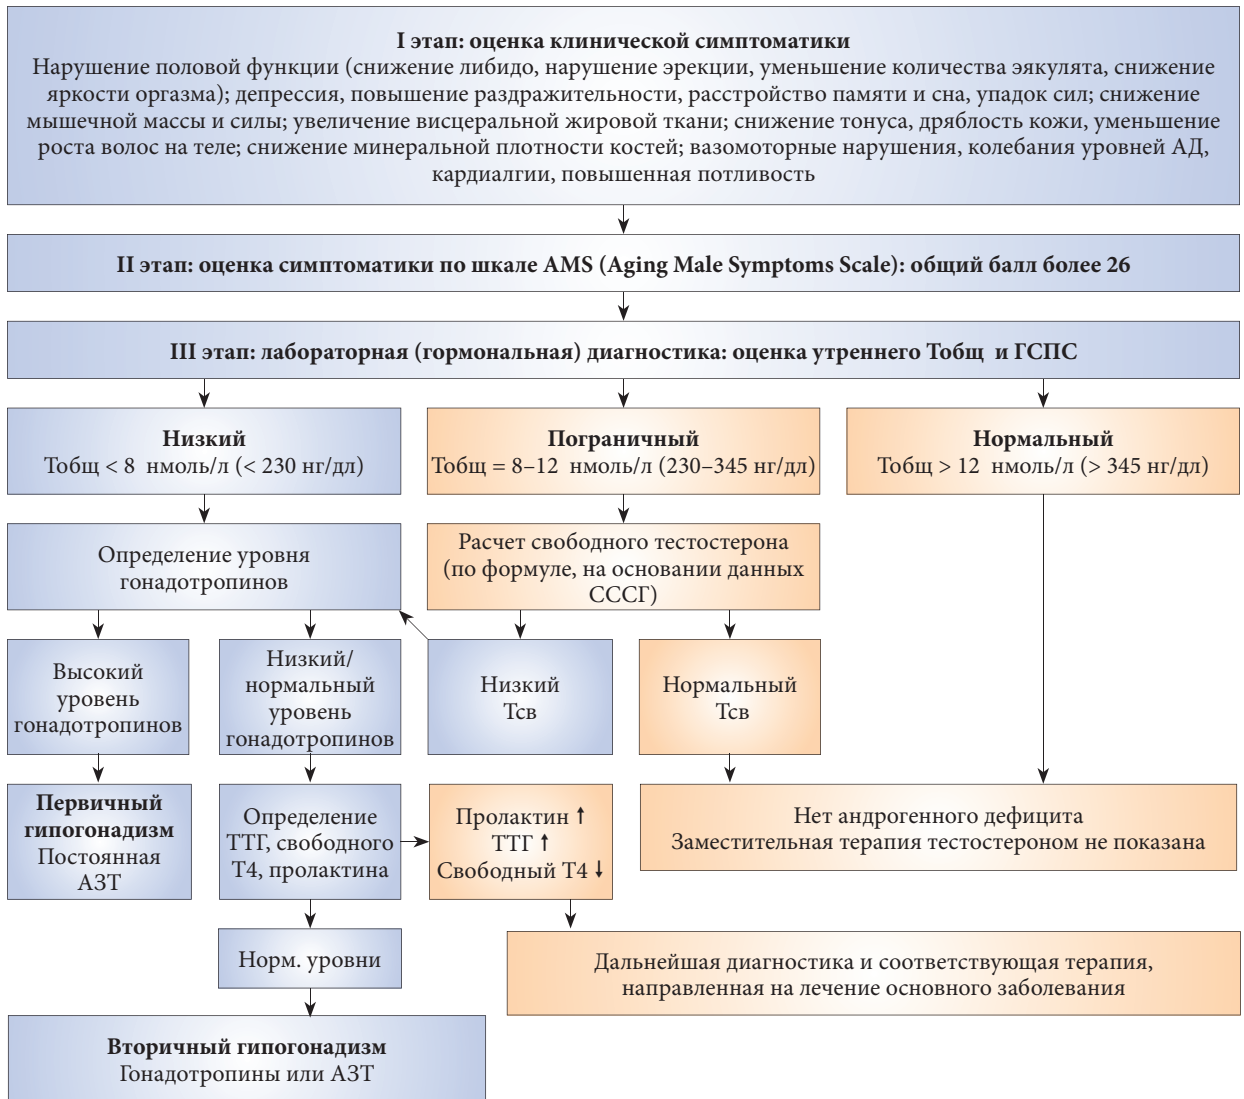 I этап: оценка клинической симптоматики
Нарушение половой функции (снижение либидо, нарушение эрекции, уменьшение количества эякулята, снижение
яркости оргазма); депрессия, повышение раздражительности, расстройство памяти и сна, упадок сил; снижение
мышечной массы и силы; увеличение висцеральной жировой ткани; снижение тонуса, дряблость кожи, уменьшение
роста волос на теле; снижение минеральной плотности костей; вазомоторные нарушения, колебания уровней АД,
кардиалгии, повышенная потливость
II этап: оценка симптоматики по шкале AMS (Aging Male Symptoms Scale): общий балл более 26
III этап: лабораторная (гормональная) диагностика: оценка утреннего Тобщ и ГСПС
Низкий
Тобщ < 8 нмоль/л (< 230 нг/дл)
Пограничный
Тобщ = 8–12 нмоль/л (230–345 нг/дл)
Нормальный
Тобщ > 12 нмоль/л (> 345 нг/дл)
Определение уровня
гонадотропинов
Расчет свободного тестостерона
(по формуле, на основании данных
СССГ)
Высокий
уровень
гонадотропинов
Низкий/
нормальный
уровень
гонадотропинов
Низкий
Тсв
Нормальный
Тсв
Первичный
гипогонадизм
Постоянная
АЗТ
Определение
ТТГ, свободного
Т4, пролактина
Пролактин ↑
ТТГ ↑
Свободный Т4 ↓
Нет андрогенного дефицита
Заместительная терапия тестостероном не показана
Норм. уровни
Дальнейшая диагностика и соответствующая терапия,
направленная на лечение основного заболевания
Вторичный гипогонадизм
Гонадотропины или АЗТ